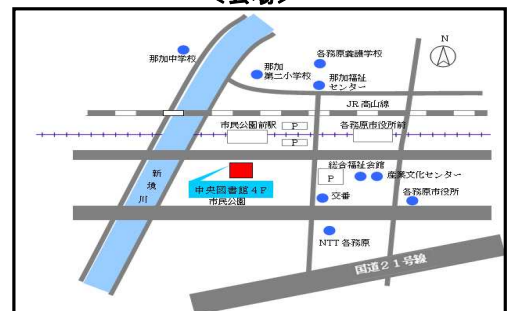 <会場>
N
那加中学校
那加
第二小学校
各務原養護学校
那加福祉
センター
JR高山線
市民公園前駅
P
各務原市役所前
P
新境川
総合福祉会館
P
産業文化センター
中央図書館4F
市民公園
交番
各務原市役所
NTT各務原
国道21号線